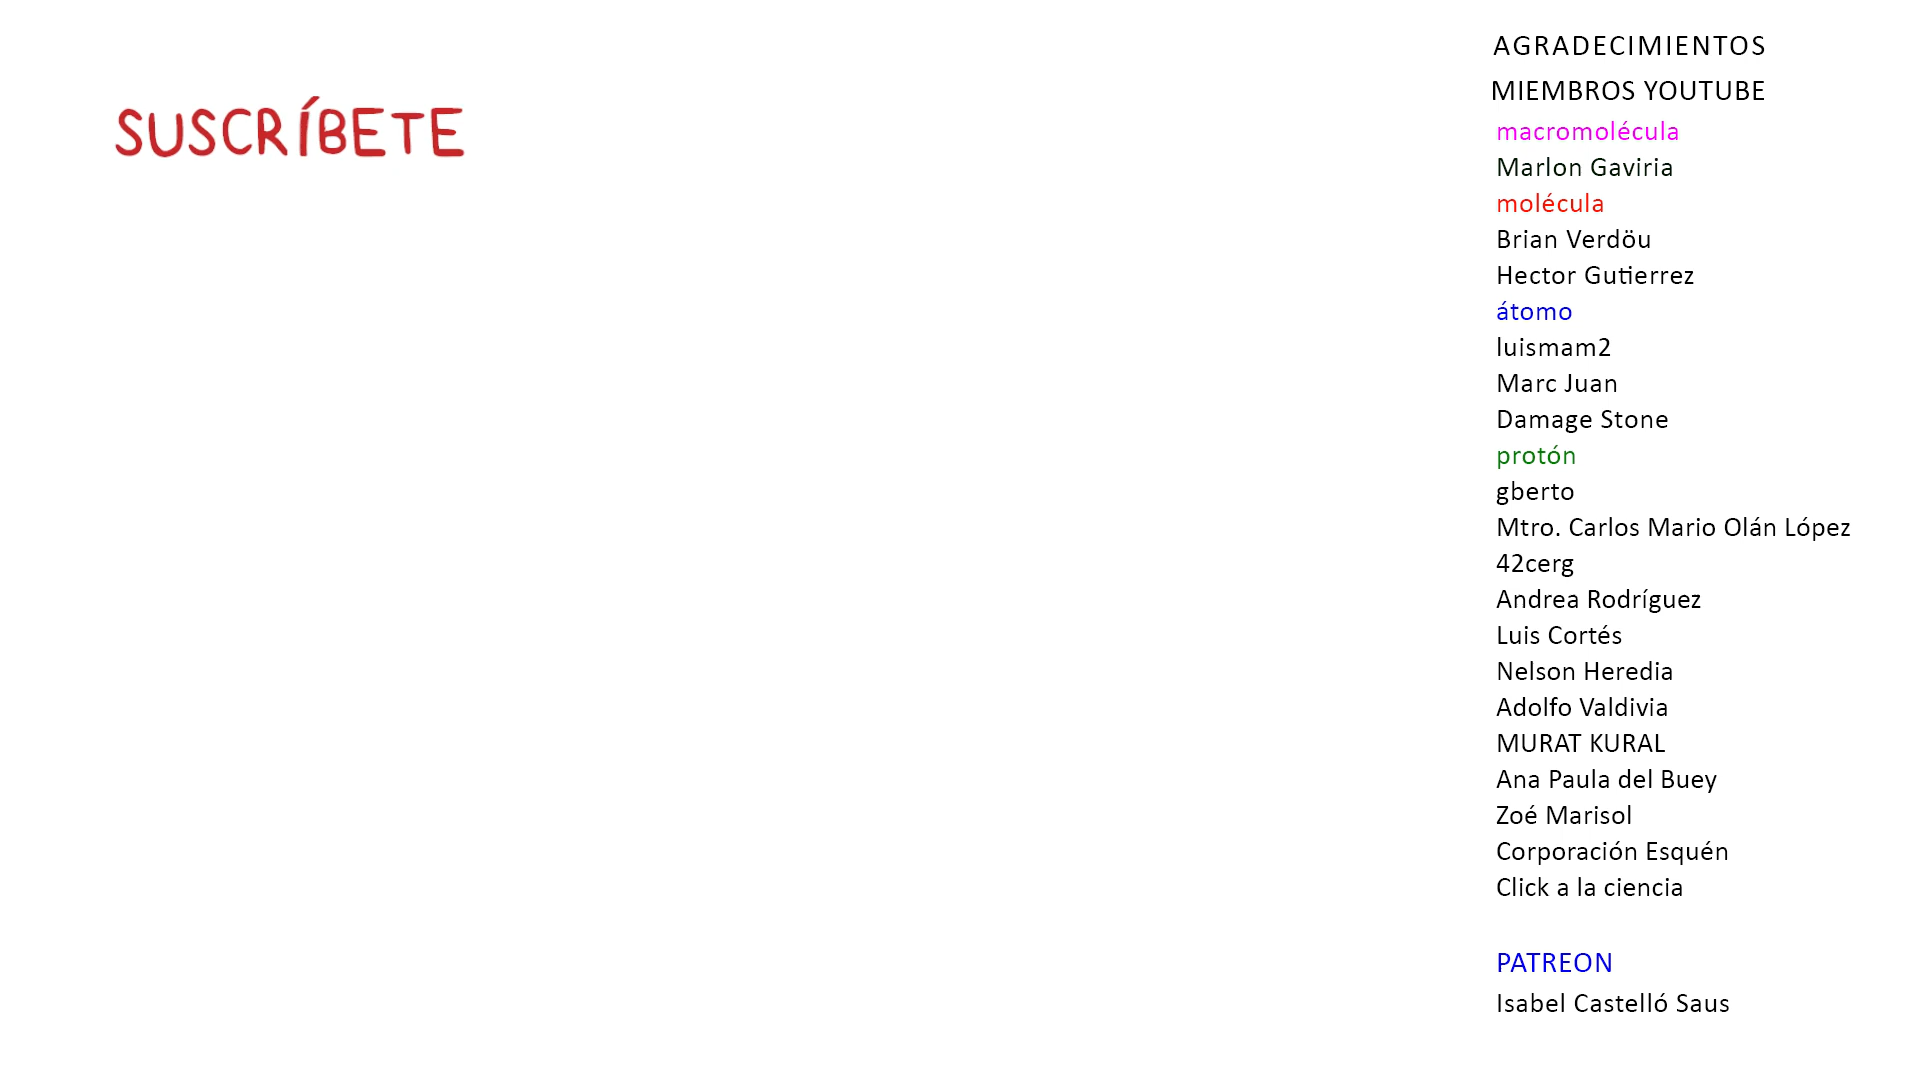 SUSCRÍBETE
AGRADECIMIENTOS
MIEMBROS YOUTUBE
macromolécula
Marlon Gaviria
molécula
Brian Verdöu
Hector Gutierrez
átomo
luismam2
Marc Juan
Damage Stone
protón
gberto
Mtro. Carlos Mario Olán López
42cerg
Andrea Rodríguez
Luis Cortés
Nelson Heredia
Adolfo Valdivia
MURAT KURAL
Ana Paula del Buey
Zoé Marisol
Corporación Esquén
Click a la ciencia
PATREON
Isabel Castelló Saus